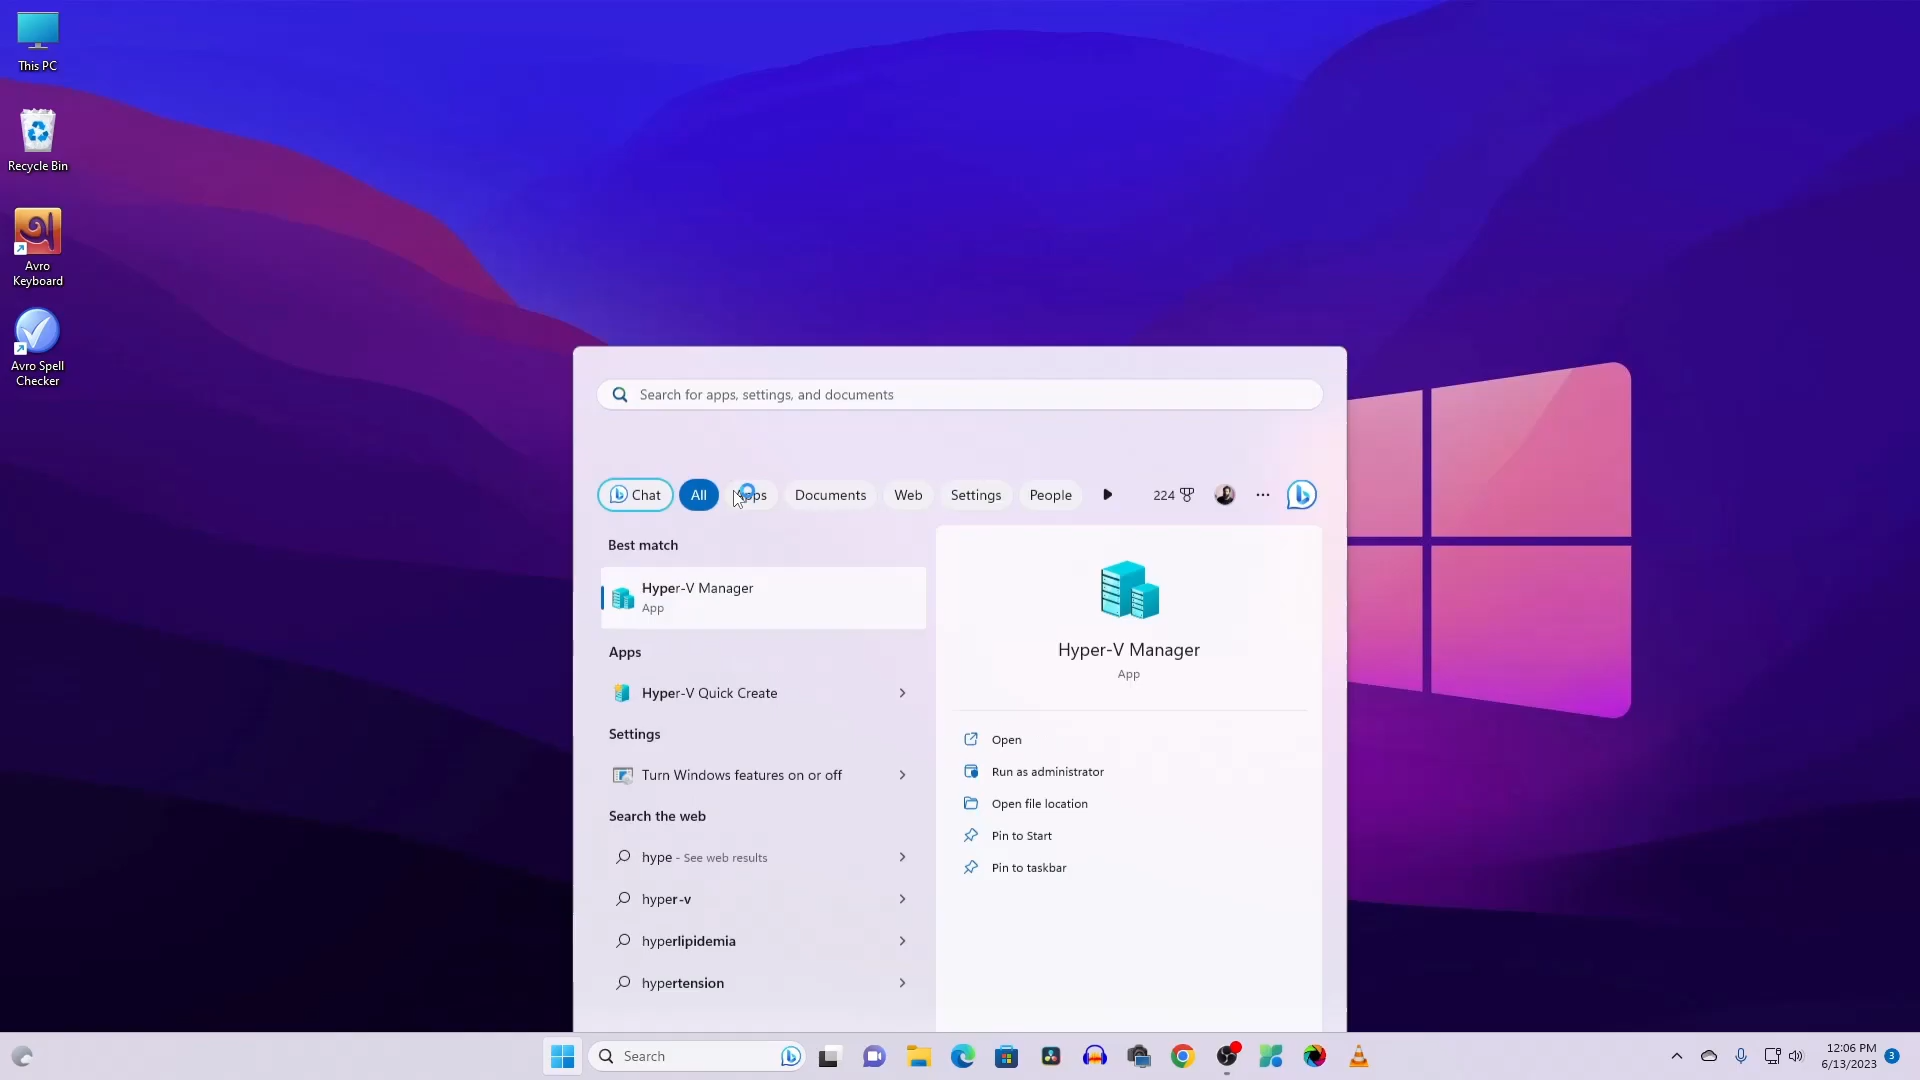 This PC
Recycle Bin
Avro
Keyboard
Avro Spell
Checker
Search for apps, settings, and documents
Chat
All
Apps
Documents
Web
Settings
People
224
Best match
Hyper-V Manager
App
Apps
Hyper-V Quick Create
Settings
Turn Windows features on or off
Search the web
hype - See web results
hyper-v
hyperlipidemia
hypertension
Hyper-V Manager
App
Open
Run as administrator
Open file location
Pin to Start
Pin to taskbar
Search
12:06 PM
6/13/2023
3